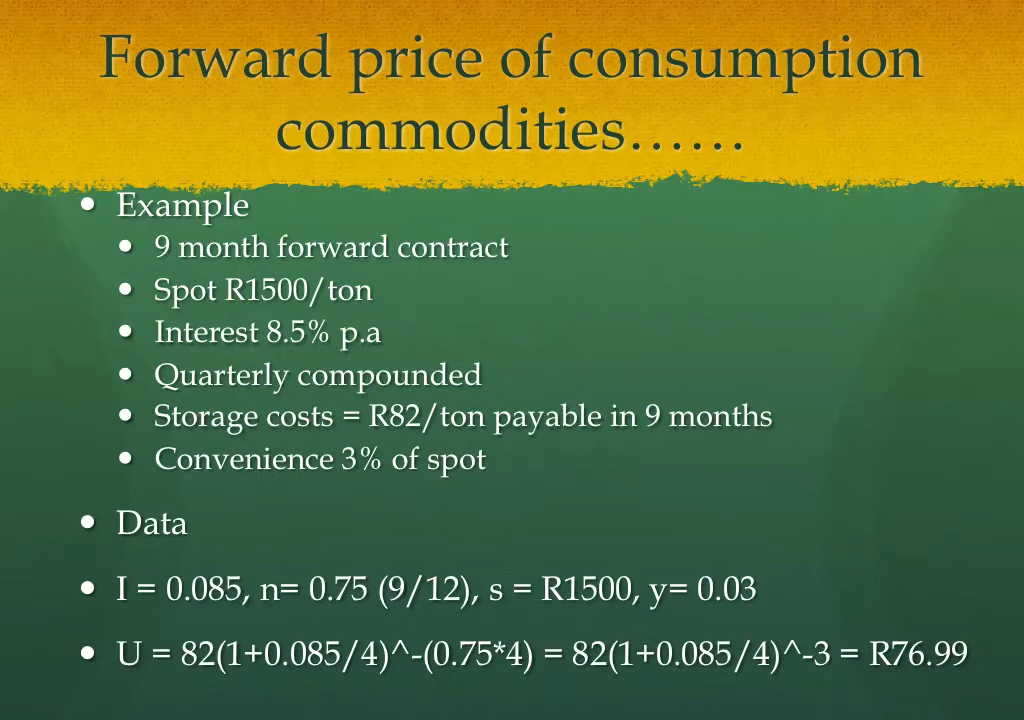 Forward price of consumption
commodities……
• Example
• 9 month forward contract
• Spot R1500/ton
• Interest 8.5% p.a
• Quarterly compounded
• Storage costs = R82/ton payable in 9 months
• Convenience 3% of spot
• Data
• I = 0.085, n= 0.75 (9/12), s = R1500, y= 0.03
• U = 82(1+0.085/4)^-(0.75*4) = 82(1+0.085/4)^-3 = R76.99